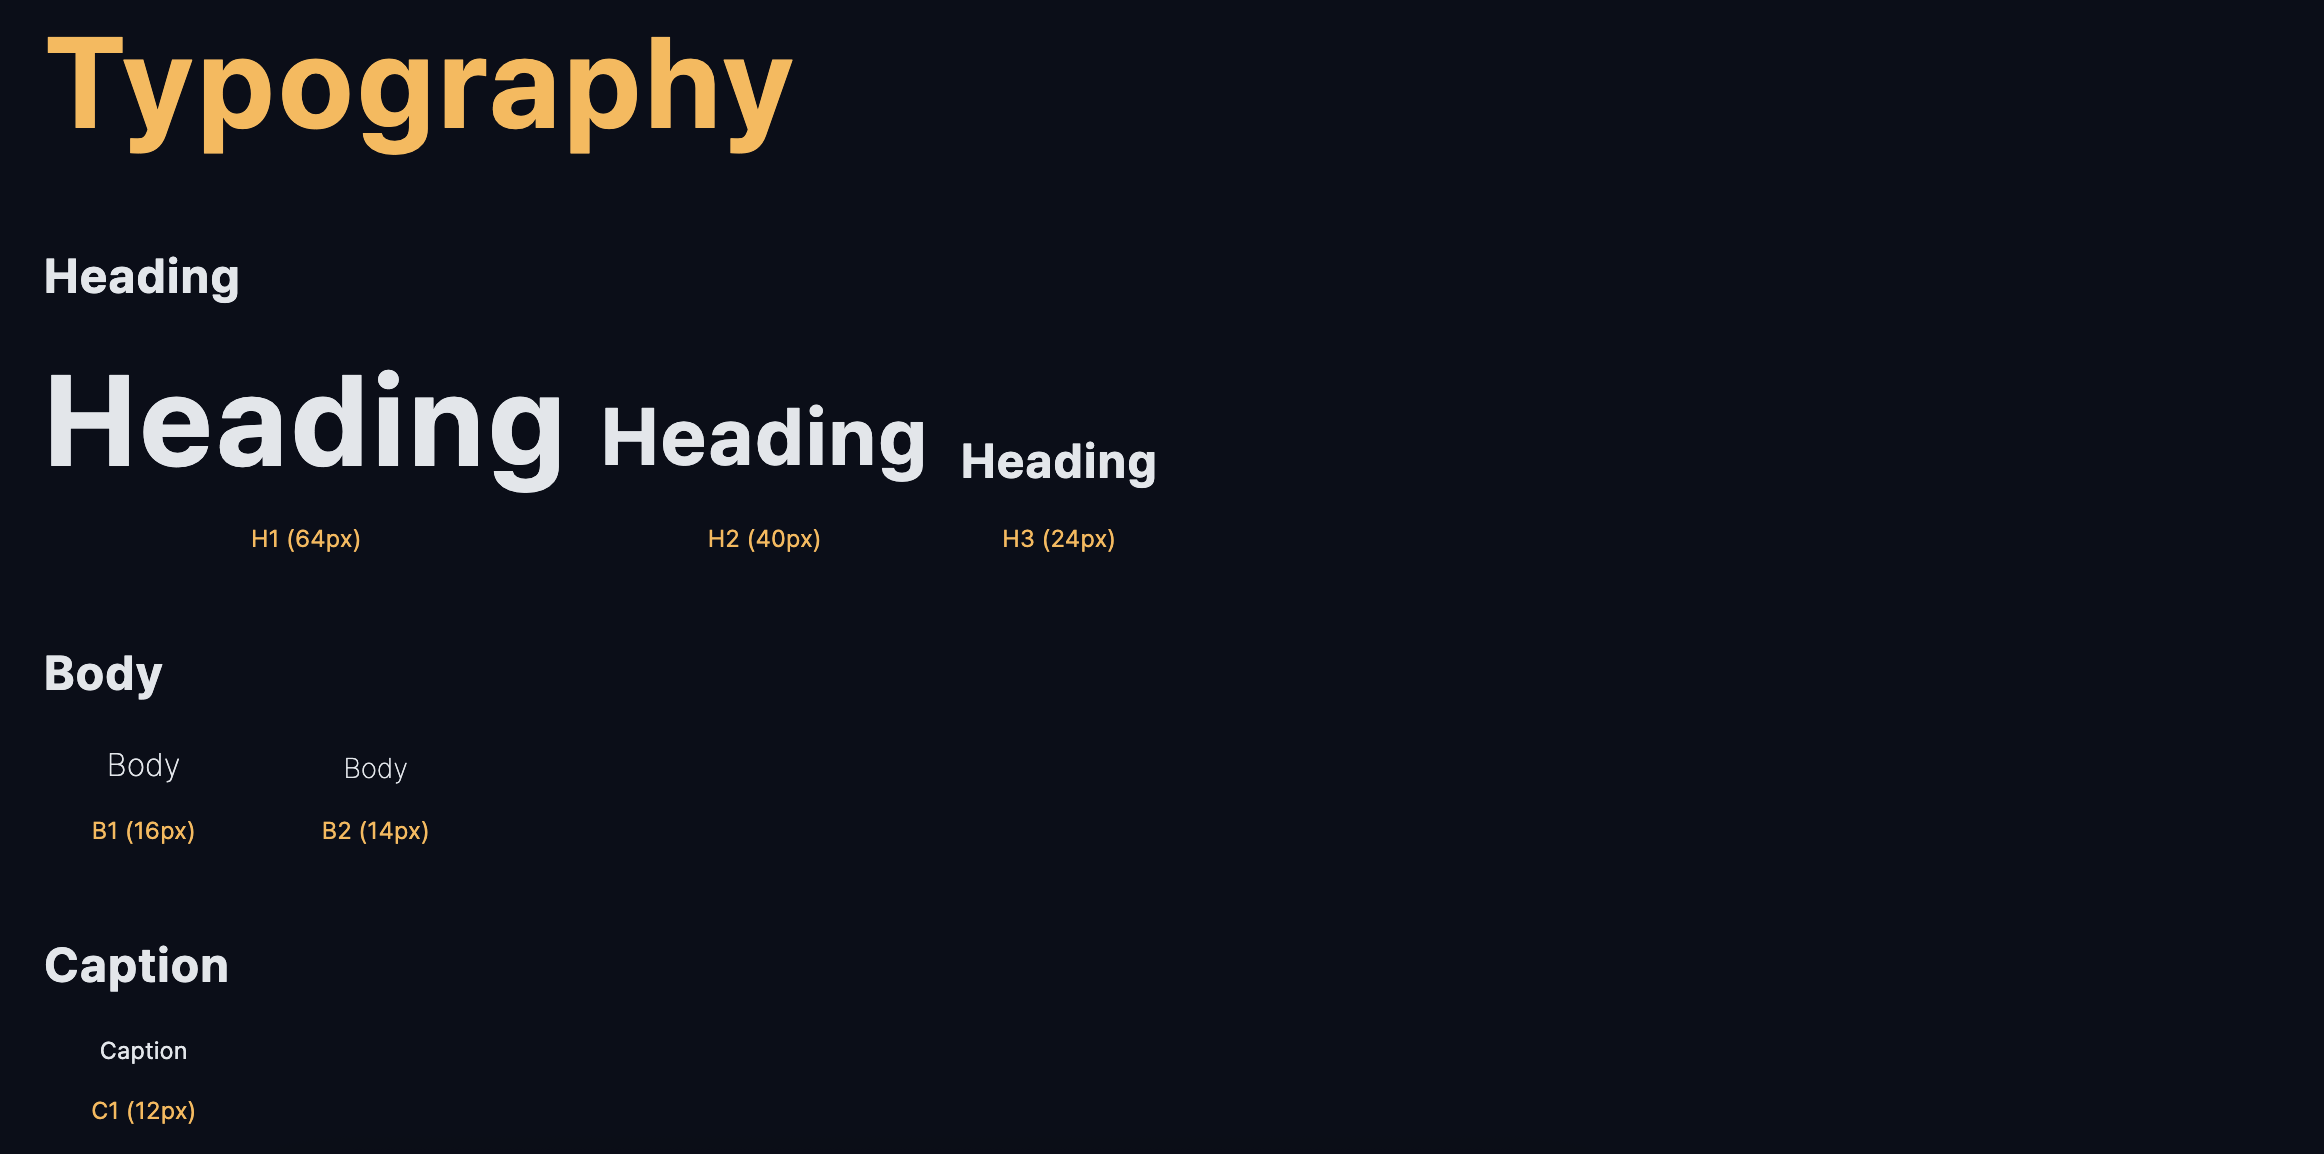 Typography
Heading
Heading Heading Heading
H1 (64px) H2 (40px) H3 (24px)
Body
Body Body
B1 (16px) B2 (14px)
Caption
Caption
C1 (12px)